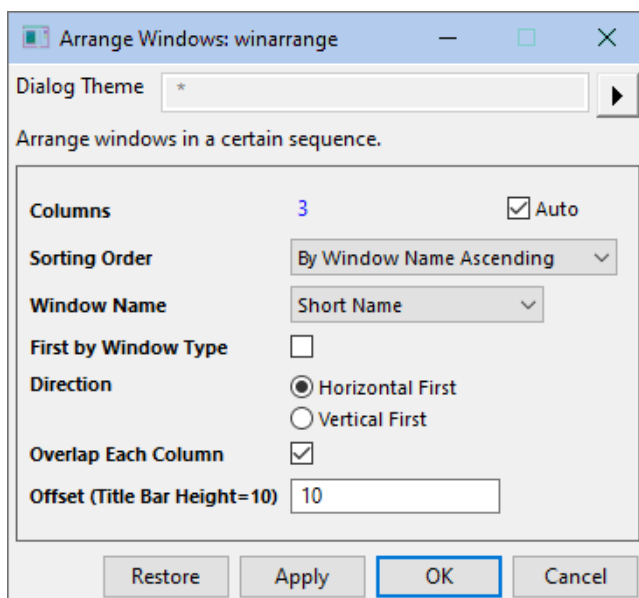 Arrange Windows: winarrange
Dialog Theme *
Arrange windows in a certain sequence.
Columns 3 Auto
Sorting Order By Window Name Ascending
Window Name Short Name
First by Window Type
Direction Horizontal First
Vertical First
Overlap Each Column
Offset (Title Bar Height=10) 10
Restore Apply OK Cancel